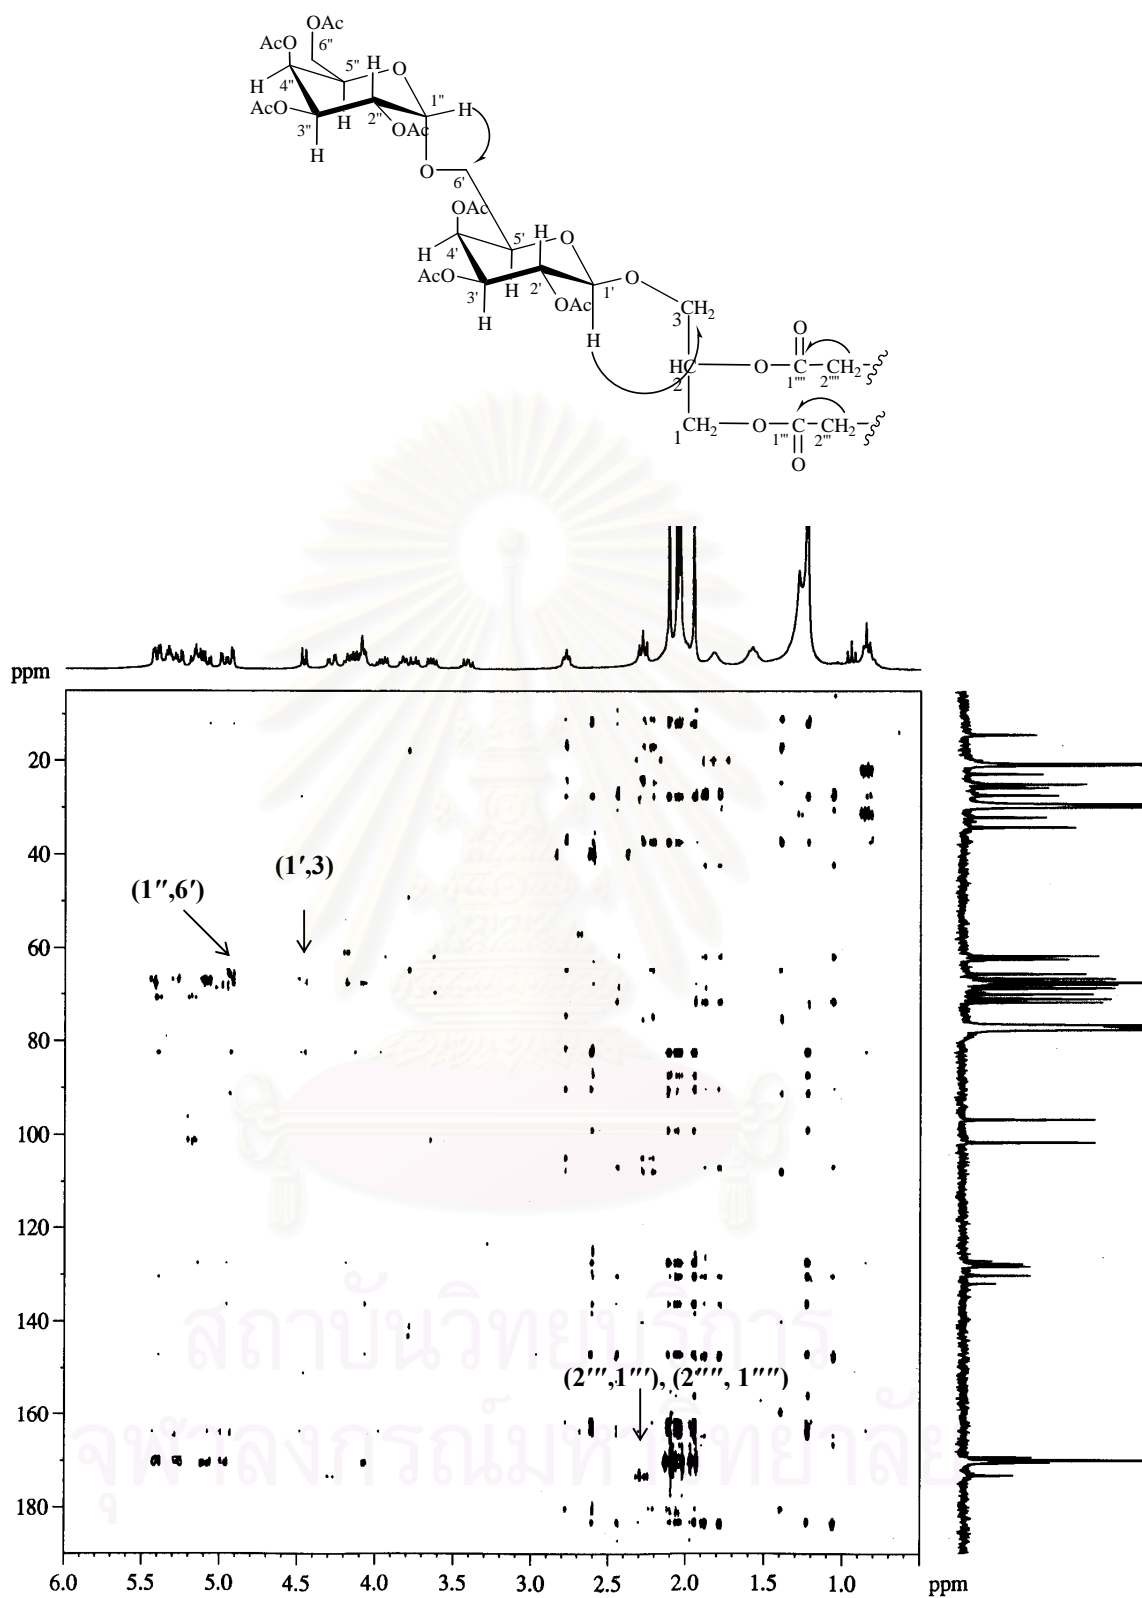 OAc
AcO
6"
5"
H
O
H
4"
1"
H
AcO
2"
OAc
3"
H
H
O
6'
OAc
H
5'
O
H
4'
AcO
O
2'
1'
3'
H
OAc
H
3
CH2
H
O
HC
O
C
CH2
2
1""
2""
CH2
O
C
CH2
1
1'''
2'''
O
ppm
20
40
60
80
100
120
140
160
180
(1",6')
(1',3)
(2''',1'''), (2"", 1"")
สถาบันวิทยบริการ
จุฬาลงกรณ์มหาวิทยาลัย
6.0 5.5 5.0 4.5 4.0 3.5 3.0 2.5 2.0 1.5 1.0 ppm